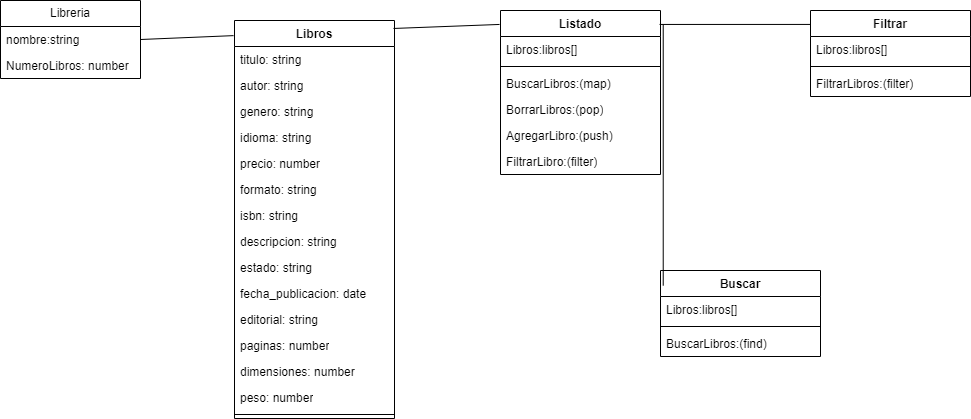 Libreria
nombre:string
NumeroLibros: number
Libros
titulo: string
autor: string
genero: string
idioma: string
precio: number
formato: string
isbn: string
descripcion: string
estado: string
fecha_publicacion: date
editorial: string
paginas: number
dimensiones: number
peso: number
Listado
Libros:libros[]
BuscarLibros:(map)
BorrarLibros:(pop)
AgregarLibro:(push)
FiltrarLibro:(filter)
Filtrar
Libros:libros[]
FiltrarLibros:(filter)
Buscar
Libros:libros[]
BuscarLibros:(find)